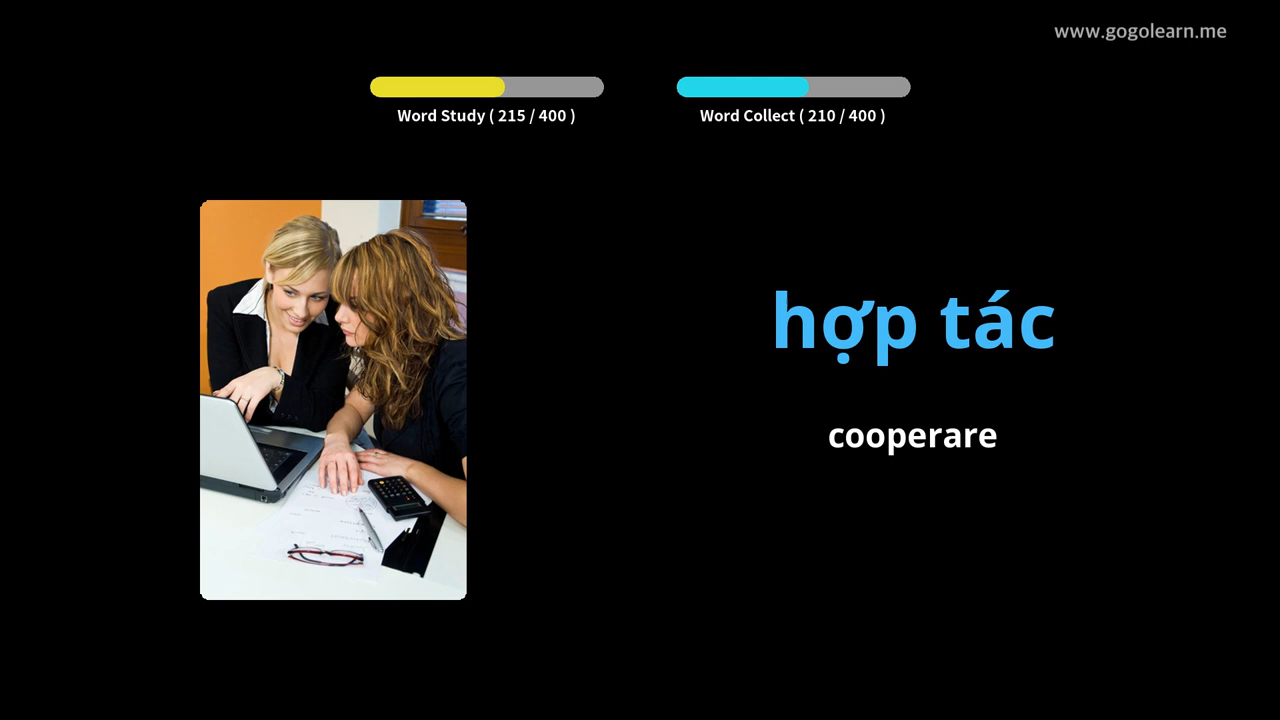 www.gogolearn.me
Word Study ( 215 / 400 )
Word Collect ( 210 / 400 )
hợp tác
cooperare